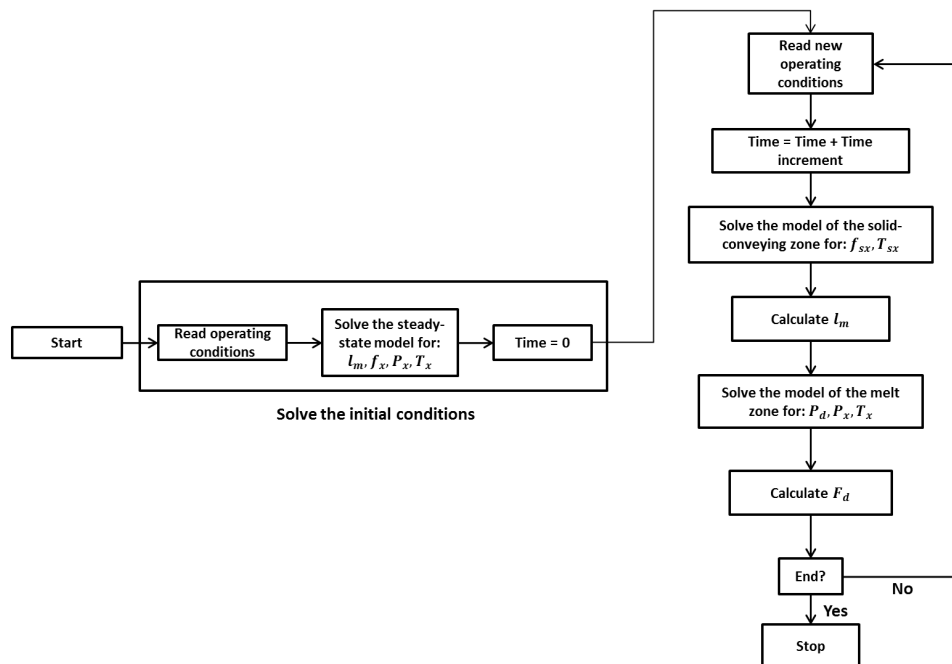 Start
Read operating
conditions
Solve the steady-
state model for:
l_m, f_x, P_x, T_x
Time = 0
Solve the initial conditions
Read new
operating
conditions
Time = Time + Time
increment
Solve the model of the solid-
conveying zone for: f_sx, T_sx
Calculate l_m
Solve the model of the melt
zone for: P_d, P_x, T_x
Calculate F_d
End?
No
Yes
Stop